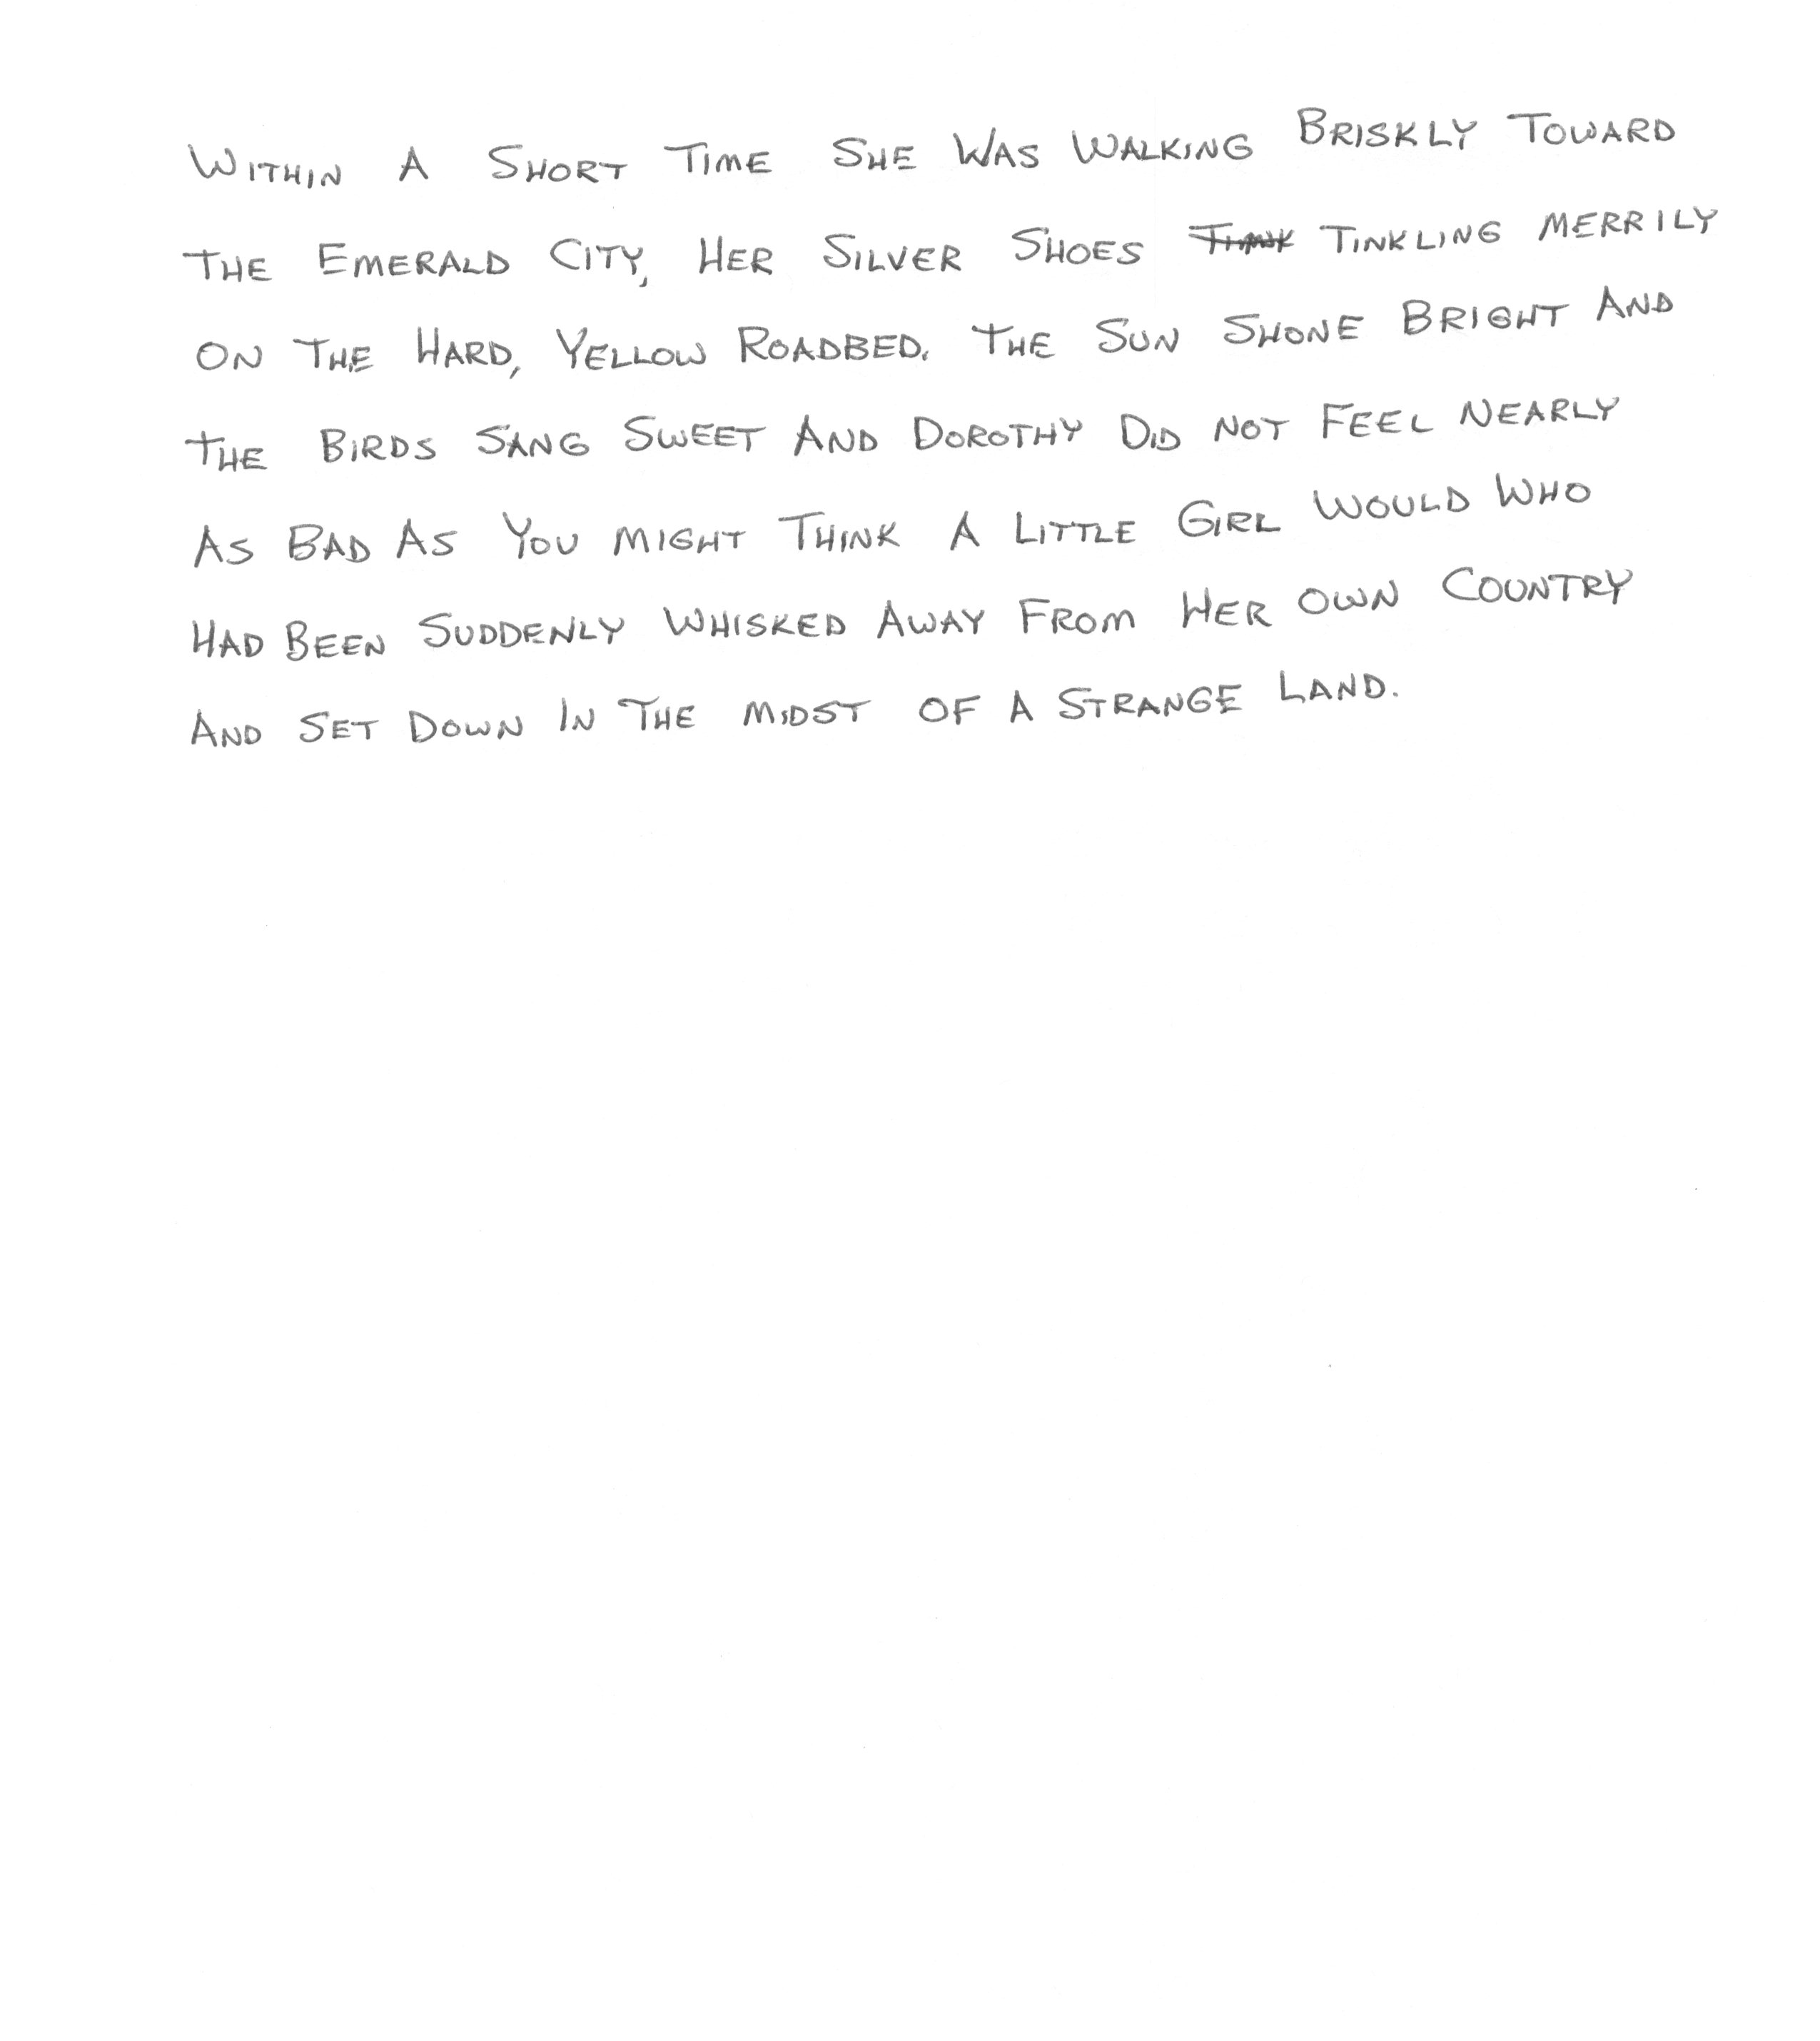 WITHIN A SHORT TIME SHE WAS WALKING BRISKLY TOWARD
THE EMERALD CITY, HER SILVER SHOES TINKLING MERRILY
ON THE HARD, YELLOW ROADBED. THE SUN SHONE BRIGHT AND
THE BIRDS SANG SWEET AND DOROTHY DID NOT FEEL NEARLY
AS BAD AS YOU MIGHT THINK A LITTLE GIRL WOULD WHO
HAD BEEN SUDDENLY WHISKED AWAY FROM HER OWN COUNTRY
AND SET DOWN IN THE MIDST OF A STRANGE LAND.